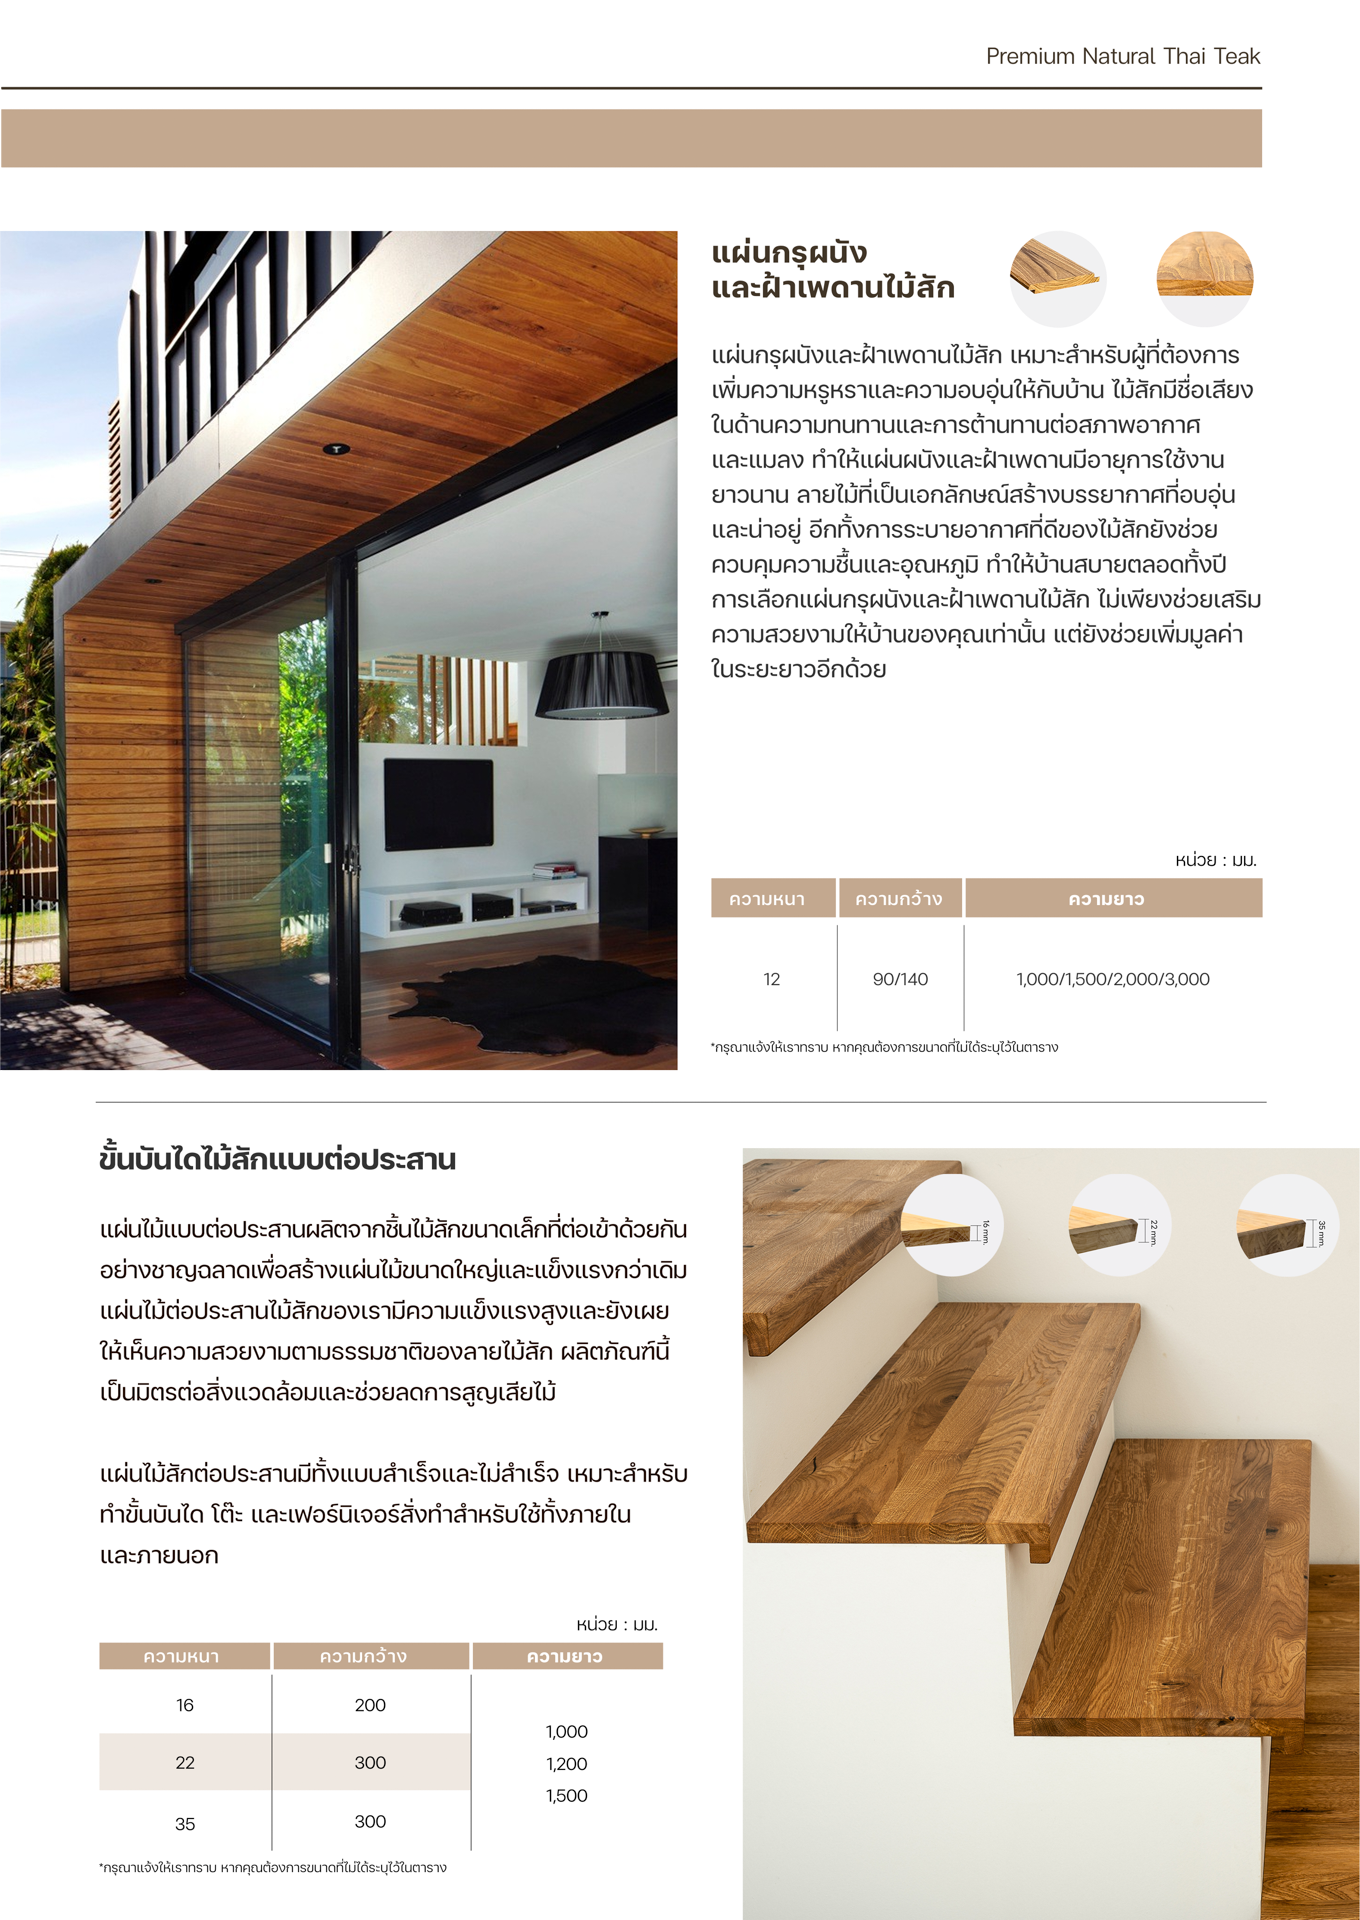 Premium Natural Thai Teak
แผ่นกรุผนัง
และฝ้าเพดานไม้สัก
แผ่นกรุผนังและฝ้าเพดานไม้สัก เหมาะสำหรับผู้ที่ต้องการ
เพิ่มความหรูหราและความอบอุ่นให้กับบ้าน ไม้สักมีชื่อเสียง
ในด้านความทนทานและการต้านทานต่อสภาพอากาศ
และแมลง ทำให้แผ่นผนังและฝ้าเพดานมีอายุการใช้งาน
ยาวนาน ลายไม้ที่เป็นเอกลักษณ์สร้างบรรยากาศที่อบอุ่น
และน่าอยู่ อีกทั้งการระบายอากาศที่ดีของไม้สักยังช่วย
ควบคุมความชื้นและอุณหภูมิ ทำให้บ้านสบายตลอดทั้งปี
การเลือกแผ่นกรุผนังและฝ้าเพดานไม้สัก ไม่เพียงช่วยเสริม
ความสวยงามให้บ้านของคุณเท่านั้น แต่ยังช่วยเพิ่มมูลค่า
ในระยะยาวอีกด้วย
หน่วย : มม.
ความหนา ความกว้าง ความยาว
12 90/140 1,000/1,500/2,000/3,000
*กรุณาแจ้งให้เราทราบ หากคุณต้องการขนาดที่ไม่ได้ระบุไว้ในตาราง
ขั้นบันไดไม้สักแบบต่อประสาน
แผ่นไม้แบบต่อประสานผลิตจากชิ้นไม้สักขนาดเล็กที่ต่อเข้าด้วยกัน
อย่างชาญฉลาดเพื่อสร้างแผ่นไม้ขนาดใหญ่และแข็งแรงกว่าเดิม
แผ่นไม้ต่อประสานไม้สักของเรามีความแข็งแรงสูงและยังเผย
ให้เห็นความสวยงามตามธรรมชาติของลายไม้สัก ผลิตภัณฑ์นี้
เป็นมิตรต่อสิ่งแวดล้อมและช่วยลดการสูญเสียไม้
แผ่นไม้สักต่อประสานมีทั้งแบบสำเร็จและไม่สำเร็จ เหมาะสำหรับ
ทำขั้นบันได โต๊ะ และเฟอร์นิเจอร์สั่งทำสำหรับใช้ทั้งภายใน
และภายนอก
16 mm.
22 mm.
35 mm.
หน่วย : มม.
ความหนา ความกว้าง ความยาว
16 200
1,000
22 300
1,200
1,500
35 300
*กรุณาแจ้งให้เราทราบ หากคุณต้องการขนาดที่ไม่ได้ระบุไว้ในตาราง